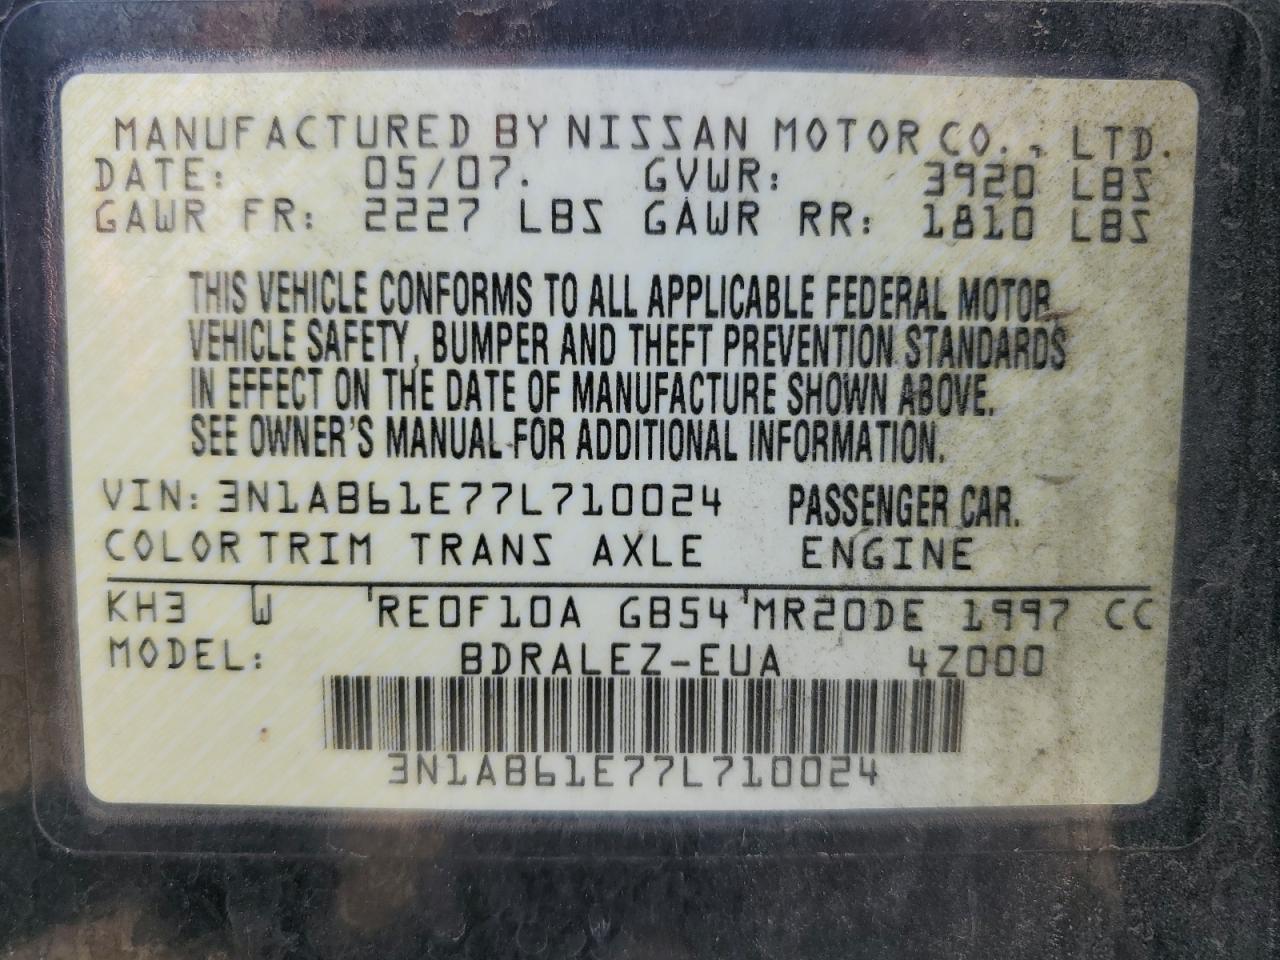 MANUFACTURED BY NISSAN MOTOR CO., LTD.
DATE: 05/07. GVWR: 3920 LBS
GAWR FR: 2227 LBS GAWR RR: 1810 LBS
THIS VEHICLE CONFORMS TO ALL APPLICABLE FEDERAL MOTOR
VEHICLE SAFETY, BUMPER AND THEFT PREVENTION STANDARDS
IN EFFECT ON THE DATE OF MANUFACTURE SHOWN ABOVE.
SEE OWNER'S MANUAL FOR ADDITIONAL INFORMATION.
VIN: 3N1AB61E77L710024 PASSENGER CAR.
COLOR TRIM TRANS AXLE ENGINE
KH3 W RE0F10A GB54 MR20DE 1997 CC
MODEL: BDRALEZ-EUA 4Z000
3N1AB61E77L710024